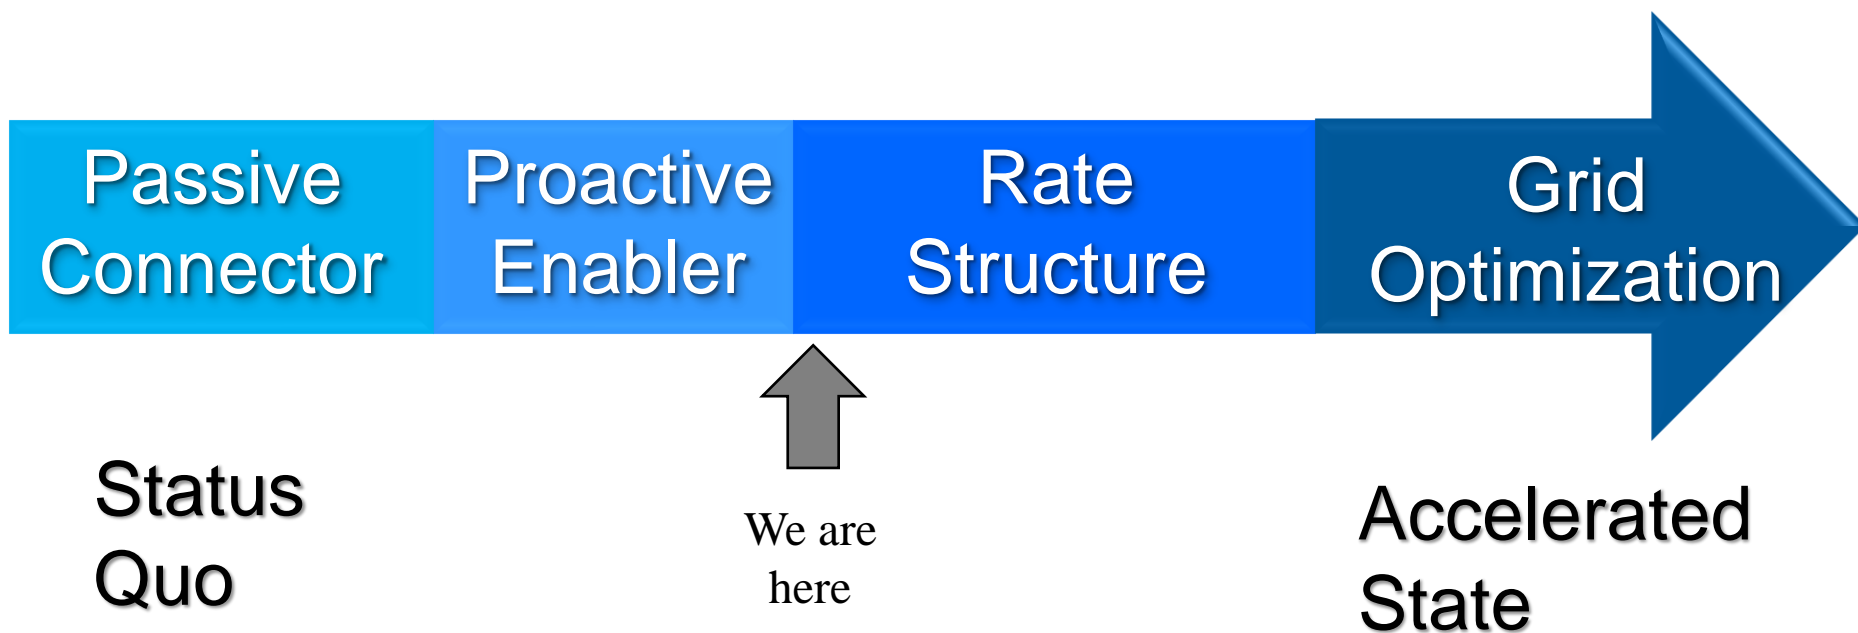 Passive
Connector
Proactive
Enabler
Rate
Structure
Grid
Optimization
Status
Quo
We are
here
Accelerated
State